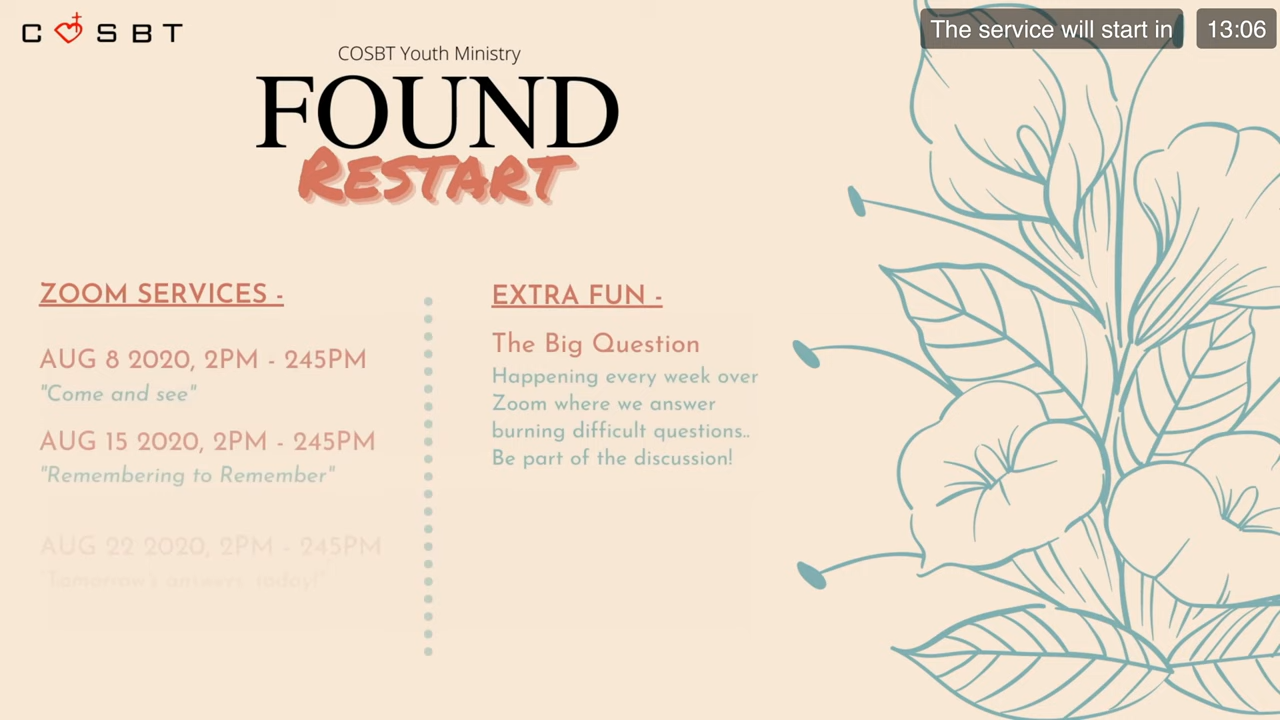 COSBT
The service will start in 13:06
COSBT Youth Ministry
FOUND
RESTART
ZOOM SERVICES -
AUG 8 2020, 2PM - 245PM
"Come and see"
AUG 15 2020, 2PM - 245PM
"Remembering to Remember"
AUG 22 2020, 2PM - 245PM
"Tomorrow's answers, today!"
EXTRA FUN -
The Big Question
Happening every week over
Zoom where we answer
burning difficult questions..
Be part of the discussion!